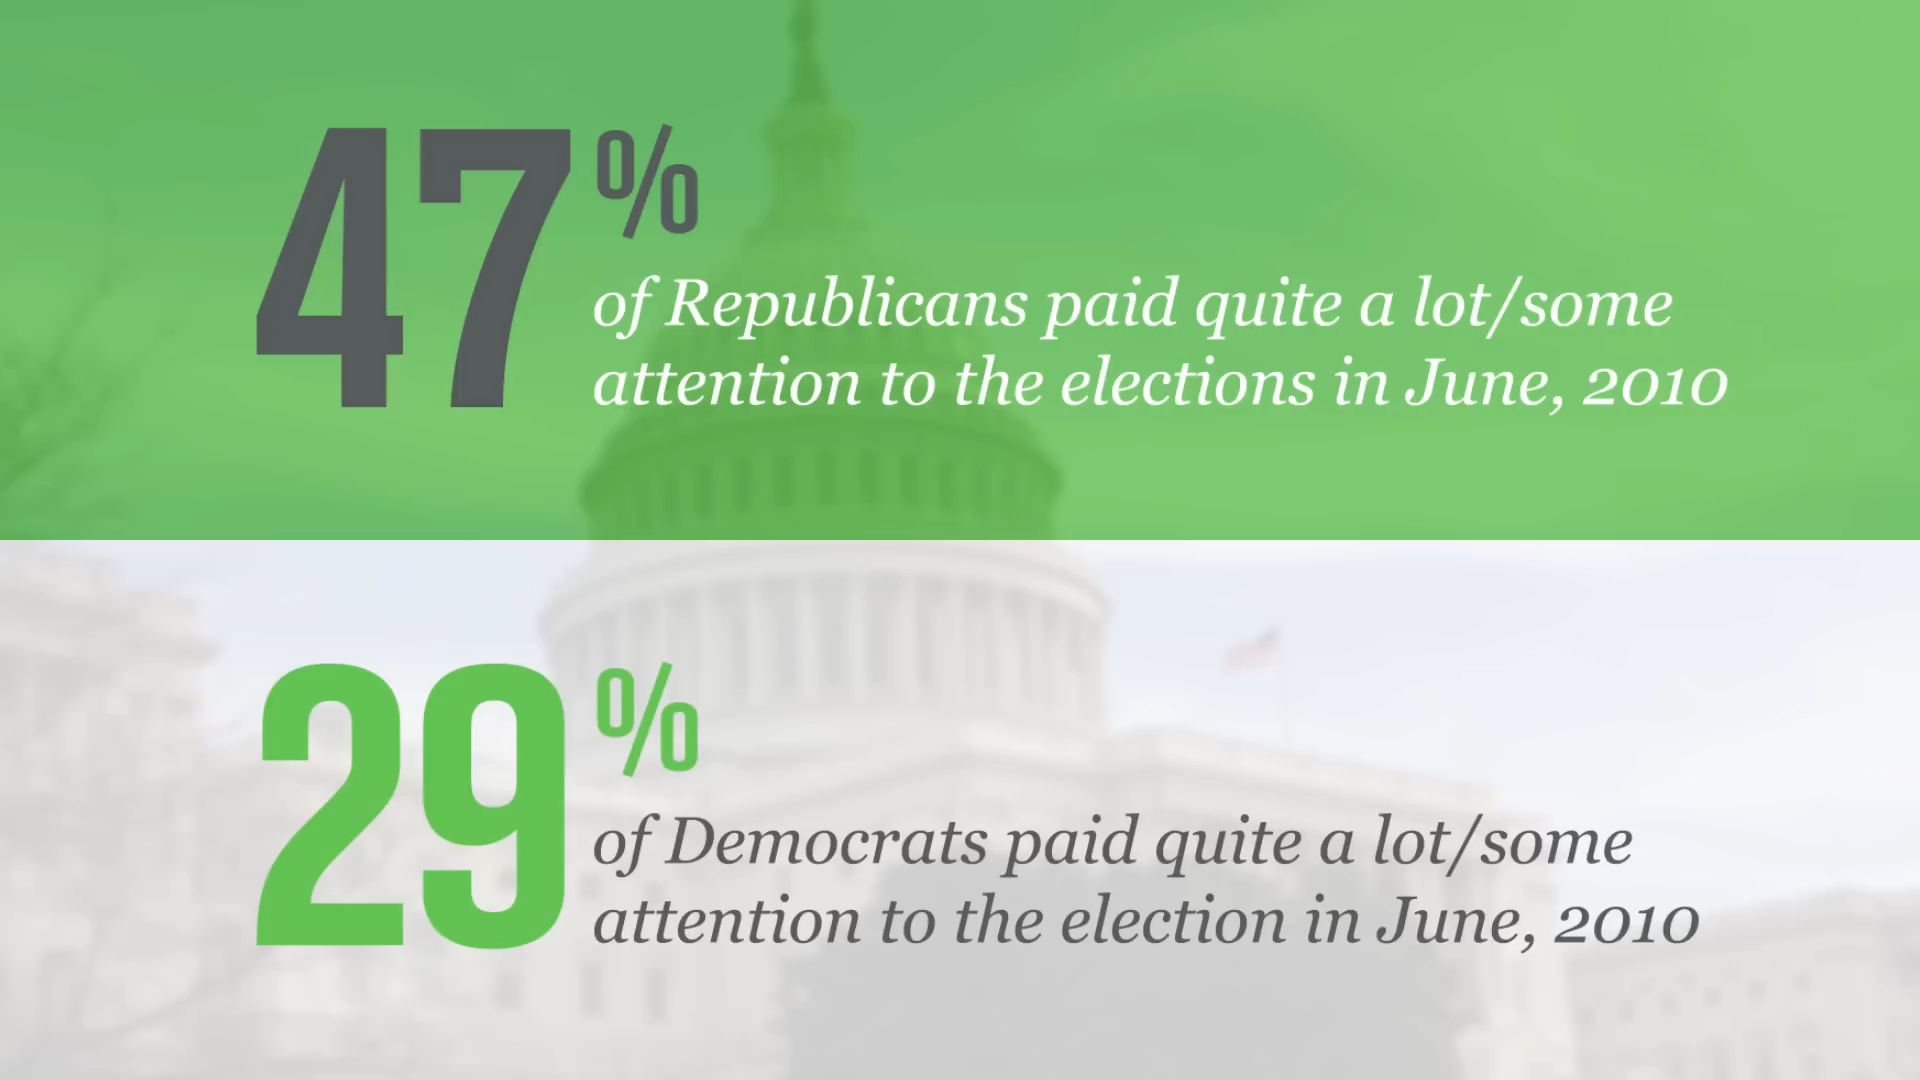 47%
of Republicans paid quite a lot/some
attention to the elections in June, 2010
29%
of Democrats paid quite a lot/some
attention to the election in June, 2010